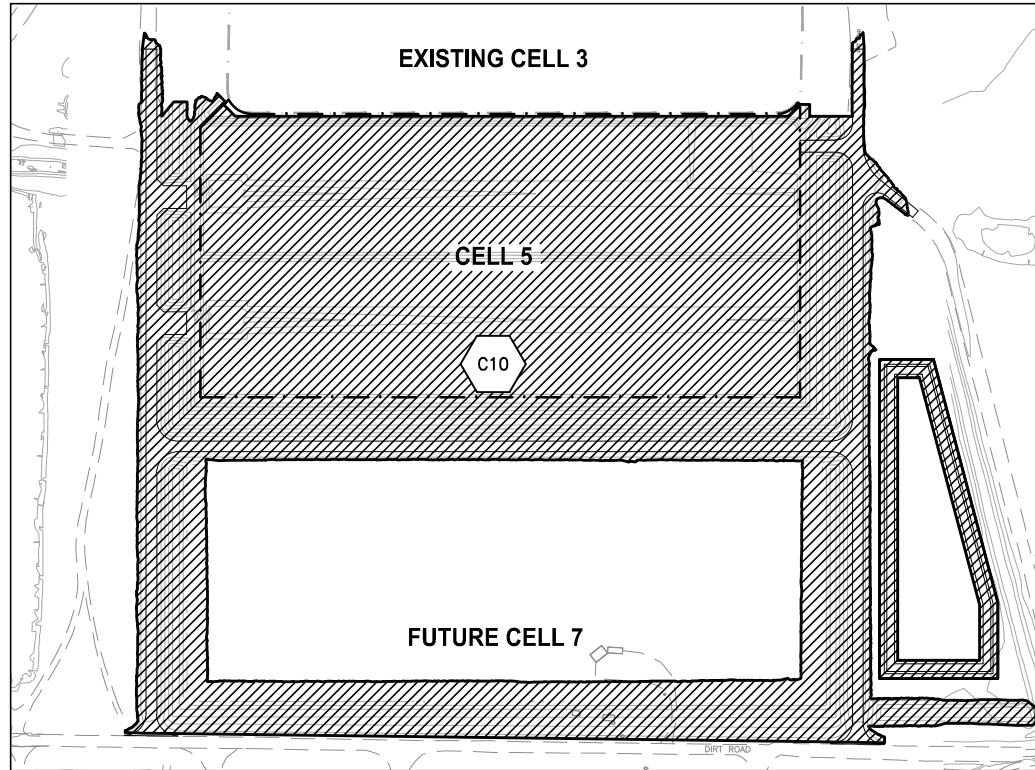 EXISTING CELL 3
CELL 5
C10
FUTURE CELL 7
DIRT ROAD